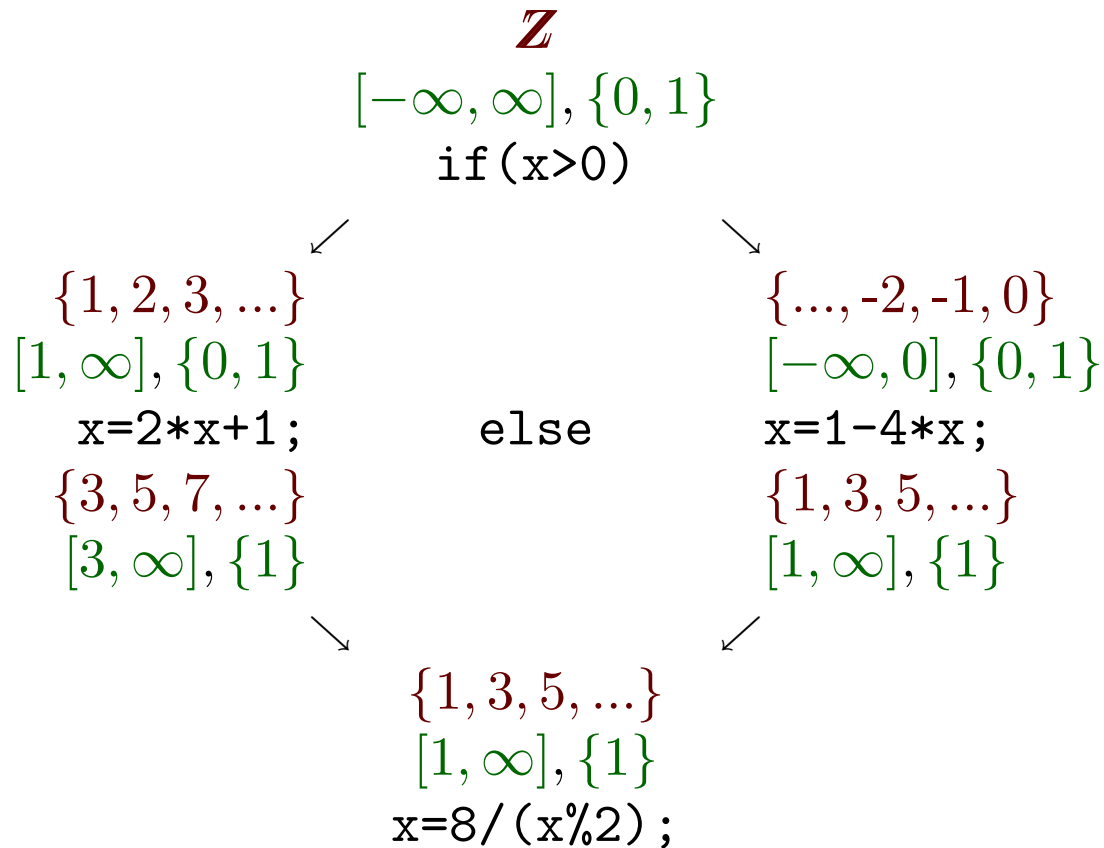 Z
[−∞, ∞], {0, 1}
if(x>0)
{1, 2, 3, ...}
[1, ∞], {0, 1}
x=2*x+1;
{3, 5, 7, ...}
[3, ∞], {1}
else
{..., -2, -1, 0}
[−∞, 0], {0, 1}
x=1-4*x;
{1, 3, 5, ...}
[1, ∞], {1}
{1, 3, 5, ...}
[1, ∞], {1}
x=8/(x%2);